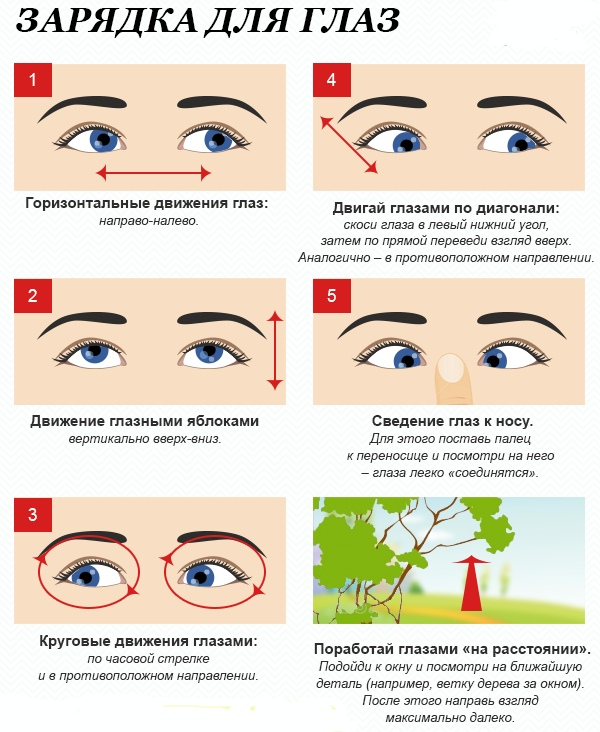 ЗАРЯДКА ДЛЯ ГЛАЗ
1
Горизонтальные движения глаз:
направо-налево.
2
Движение глазными яблоками
вертикально вверх-вниз.
3
Круговые движения глазами:
по часовой стрелке
и в противоположном направлении.
4
Двигай глазами по диагонали:
скоси глаза в левый нижний угол,
затем по прямой переведи взгляд вверх.
Аналогично – в противоположном направлении.
5
Сведение глаз к носу.
Для этого поставь палец
к переносице и посмотри на него
– глаза легко «соединятся».
Поработай глазами «на расстоянии».
Подойди к окну и посмотри на ближайшую
деталь (например, ветку дерева за окном).
После этого направь взгляд
максимально далеко.